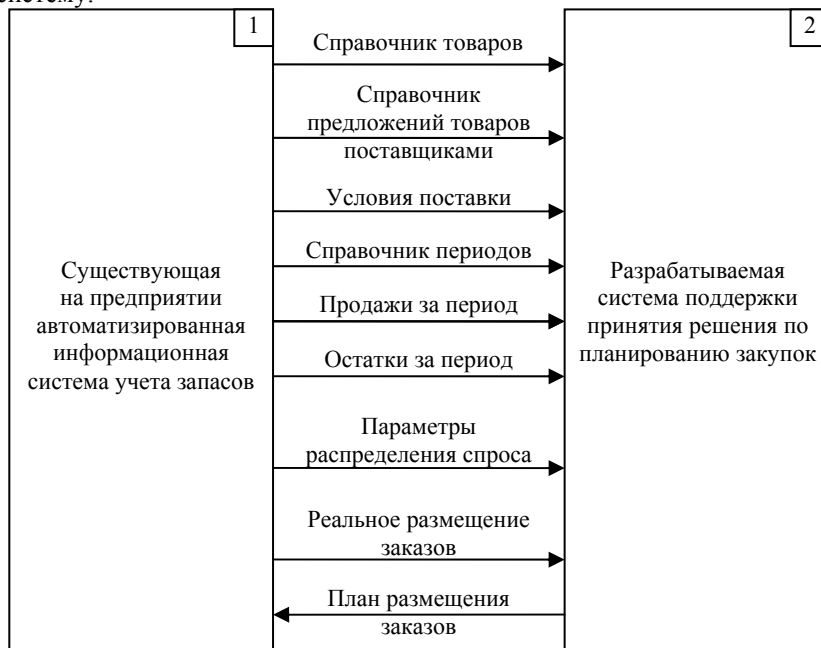 систему.
1
2
Справочник товаров
Справочник
предложений товаров
поставщиками
Условия поставки
Справочник периодов
Продажи за период
Остатки за период
Параметры
распределения спроса
Реальное размещение
заказов
План размещения
заказов
Существующая
на предприятии
автоматизированная
информационная
система учета запасов
Разрабатываемая
система поддержки
принятия решения по
планированию закупок